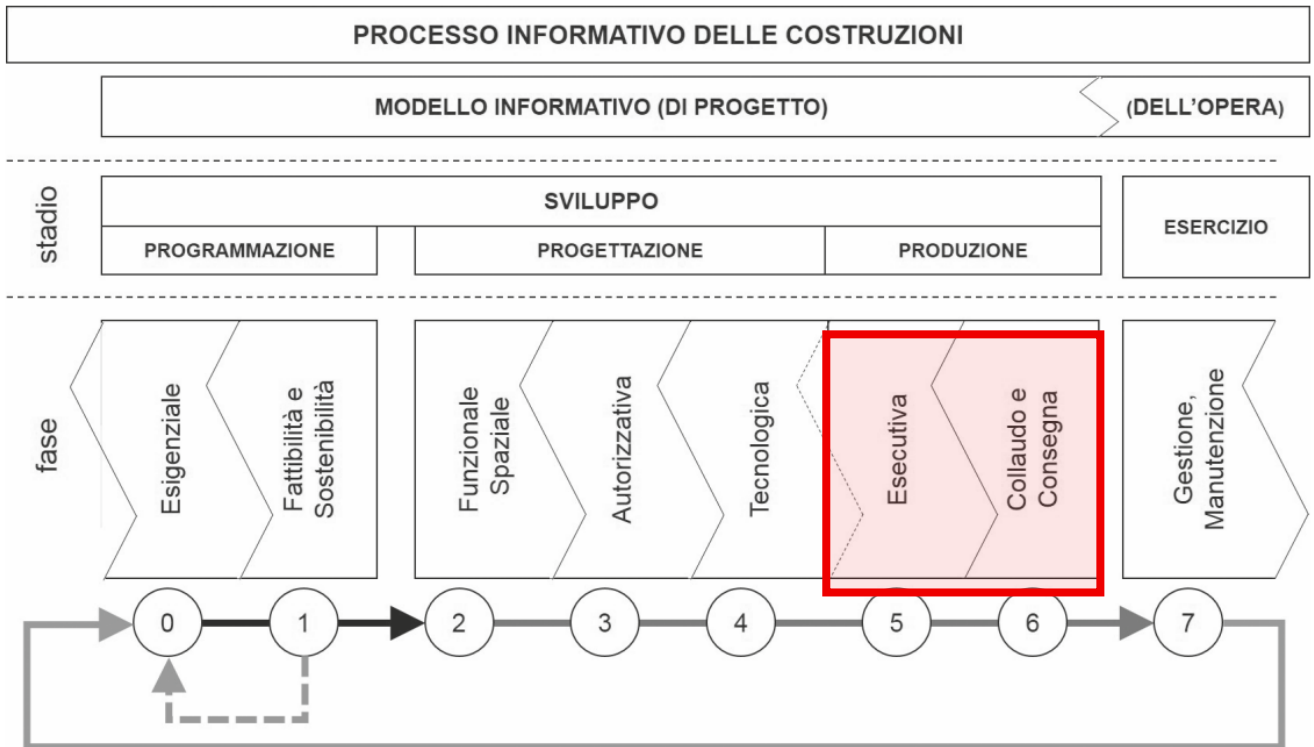 PROCESSO INFORMATIVO DELLE COSTRUZIONI
MODELLO INFORMATIVO (DI PROGETTO)
(DELL'OPERA)
stadio
SVILUPPO
PROGRAMMAZIONE
PROGETTAZIONE
PRODUZIONE
ESERCIZIO
fase
Esigenziale
Fattibilità e
Sostenibilità
Funzionale
Spaziale
Autorizzativa
Tecnologica
Esecutiva
Collaudo e
Consegna
Gestione,
Manutenzione
0
1
2
3
4
5
6
7